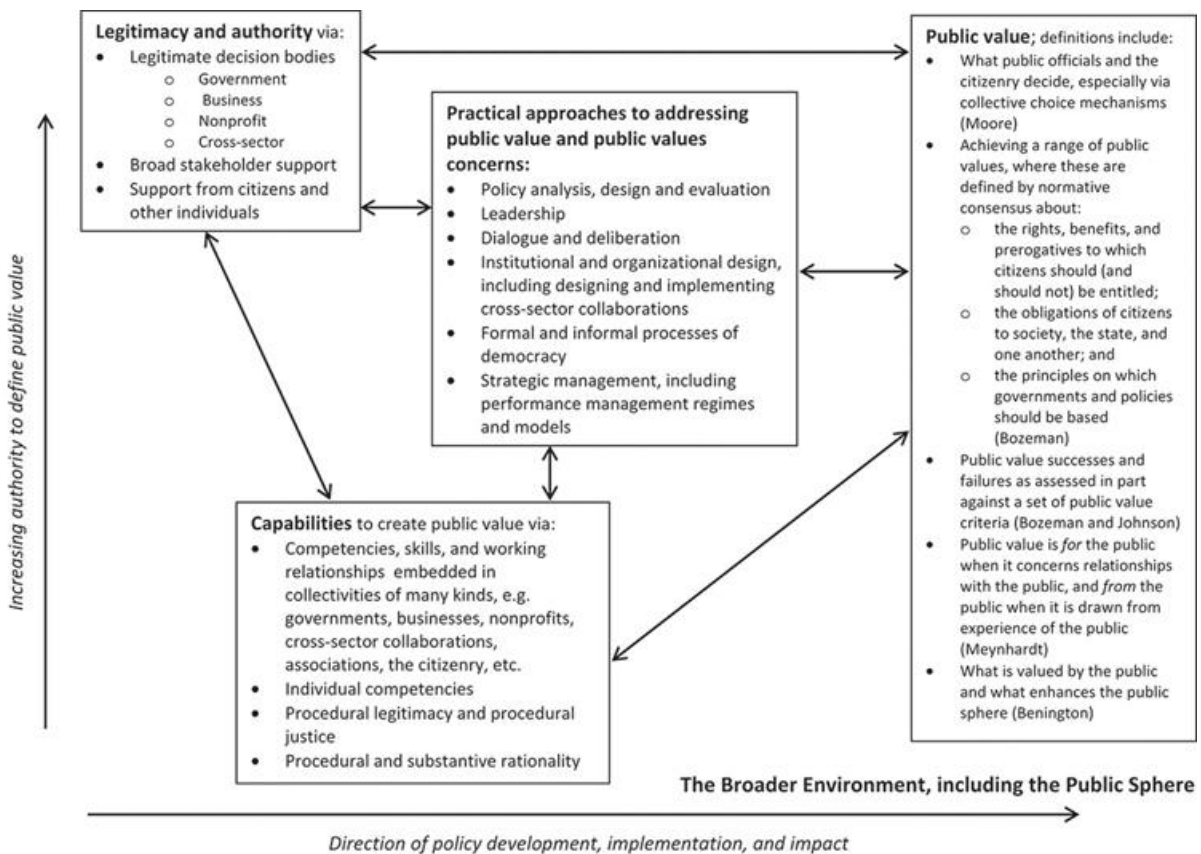 Legitimacy and authority via:
• Legitimate decision bodies
o Government
o Business
o Nonprofit
o Cross-sector
• Broad stakeholder support
• Support from citizens and
other individuals
Practical approaches to addressing
public value and public values
concerns:
• Policy analysis, design and evaluation
• Leadership
• Dialogue and deliberation
• Institutional and organizational design,
including designing and implementing
cross-sector collaborations
• Formal and informal processes of
democracy
• Strategic management, including
performance management regimes
and models
Public value; definitions include:
• What public officials and the
citizenry decide, especially via
collective choice mechanisms
(Moore)
• Achieving a range of public
values, where these are
defined by normative
consensus about:
o the rights, benefits, and
prerogatives to which
citizens should (and
should not) be entitled;
o the obligations of citizens
to society, the state, and
one another; and
o the principles on which
governments and policies
should be based
(Bozeman)
• Public value successes and
failures as assessed in part
against a set of public value
criteria (Bozeman and Johnson)
• Public value is for the public
when it concerns relationships
with the public, and from the
public when it is drawn from
experience of the public
(Meynhardt)
• What is valued by the public
and what enhances the public
sphere (Benington)
Capabilities to create public value via:
• Competencies, skills, and working
relationships embedded in
collectivities of many kinds, e.g.
governments, businesses, nonprofits,
cross-sector collaborations,
associations, the citizenry, etc.
• Individual competencies
• Procedural legitimacy and procedural
justice
• Procedural and substantive rationality
Increasing authority to define public value
The Broader Environment, including the Public Sphere
Direction of policy development, implementation, and impact